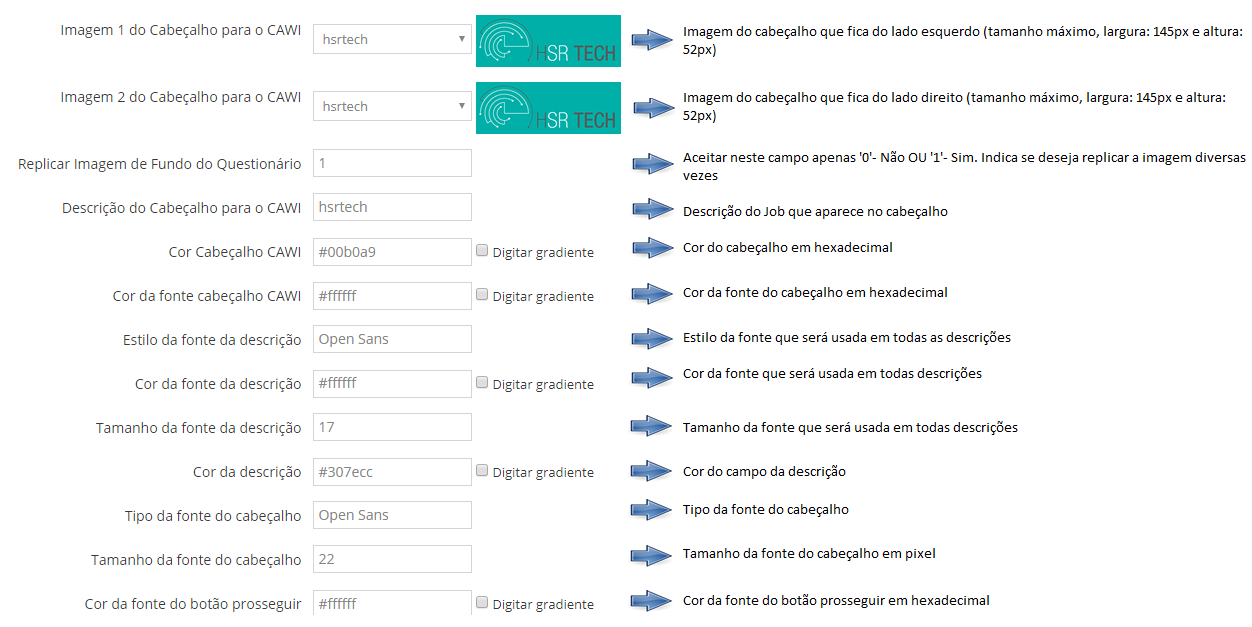 Imagem 1 do Cabeçalho para o CAWI hsrtech HSR TECH Imagem do cabeçalho que fica do lado esquerdo (tamanho máximo, largura: 145px e altura:
52px)
Imagem 2 do Cabeçalho para o CAWI hsrtech HSR TECH Imagem do cabeçalho que fica do lado direito (tamanho máximo, largura: 145px e altura:
52px)
Replicar Imagem de Fundo do Questionário 1 Aceitar neste campo apenas '0'- Não OU '1'- Sim. Indica se deseja replicar a imagem diversas
vezes
Descrição do Cabeçalho para o CAWI hsrtech Descrição do Job que aparece no cabeçalho
Cor Cabeçalho CAWI #00b0a9 Digitar gradiente Cor do cabeçalho em hexadecimal
Cor da fonte cabeçalho CAWI #ffffff Digitar gradiente Cor da fonte do cabeçalho em hexadecimal
Estilo da fonte da descrição Open Sans Estilo da fonte que será usada em todas as descrições
Cor da fonte da descrição #ffffff Digitar gradiente Cor da fonte que será usada em todas descrições
Tamanho da fonte da descrição 17 Tamanho da fonte que será usada em todas descrições
Cor da descrição #307ecc Digitar gradiente Cor do campo da descrição
Tipo da fonte do cabeçalho Open Sans Tipo da fonte do cabeçalho
Tamanho da fonte do cabeçalho 22 Tamanho da fonte do cabeçalho em pixel
Cor da fonte do botão prosseguir #ffffff Digitar gradiente Cor da fonte do botão prosseguir em hexadecimal